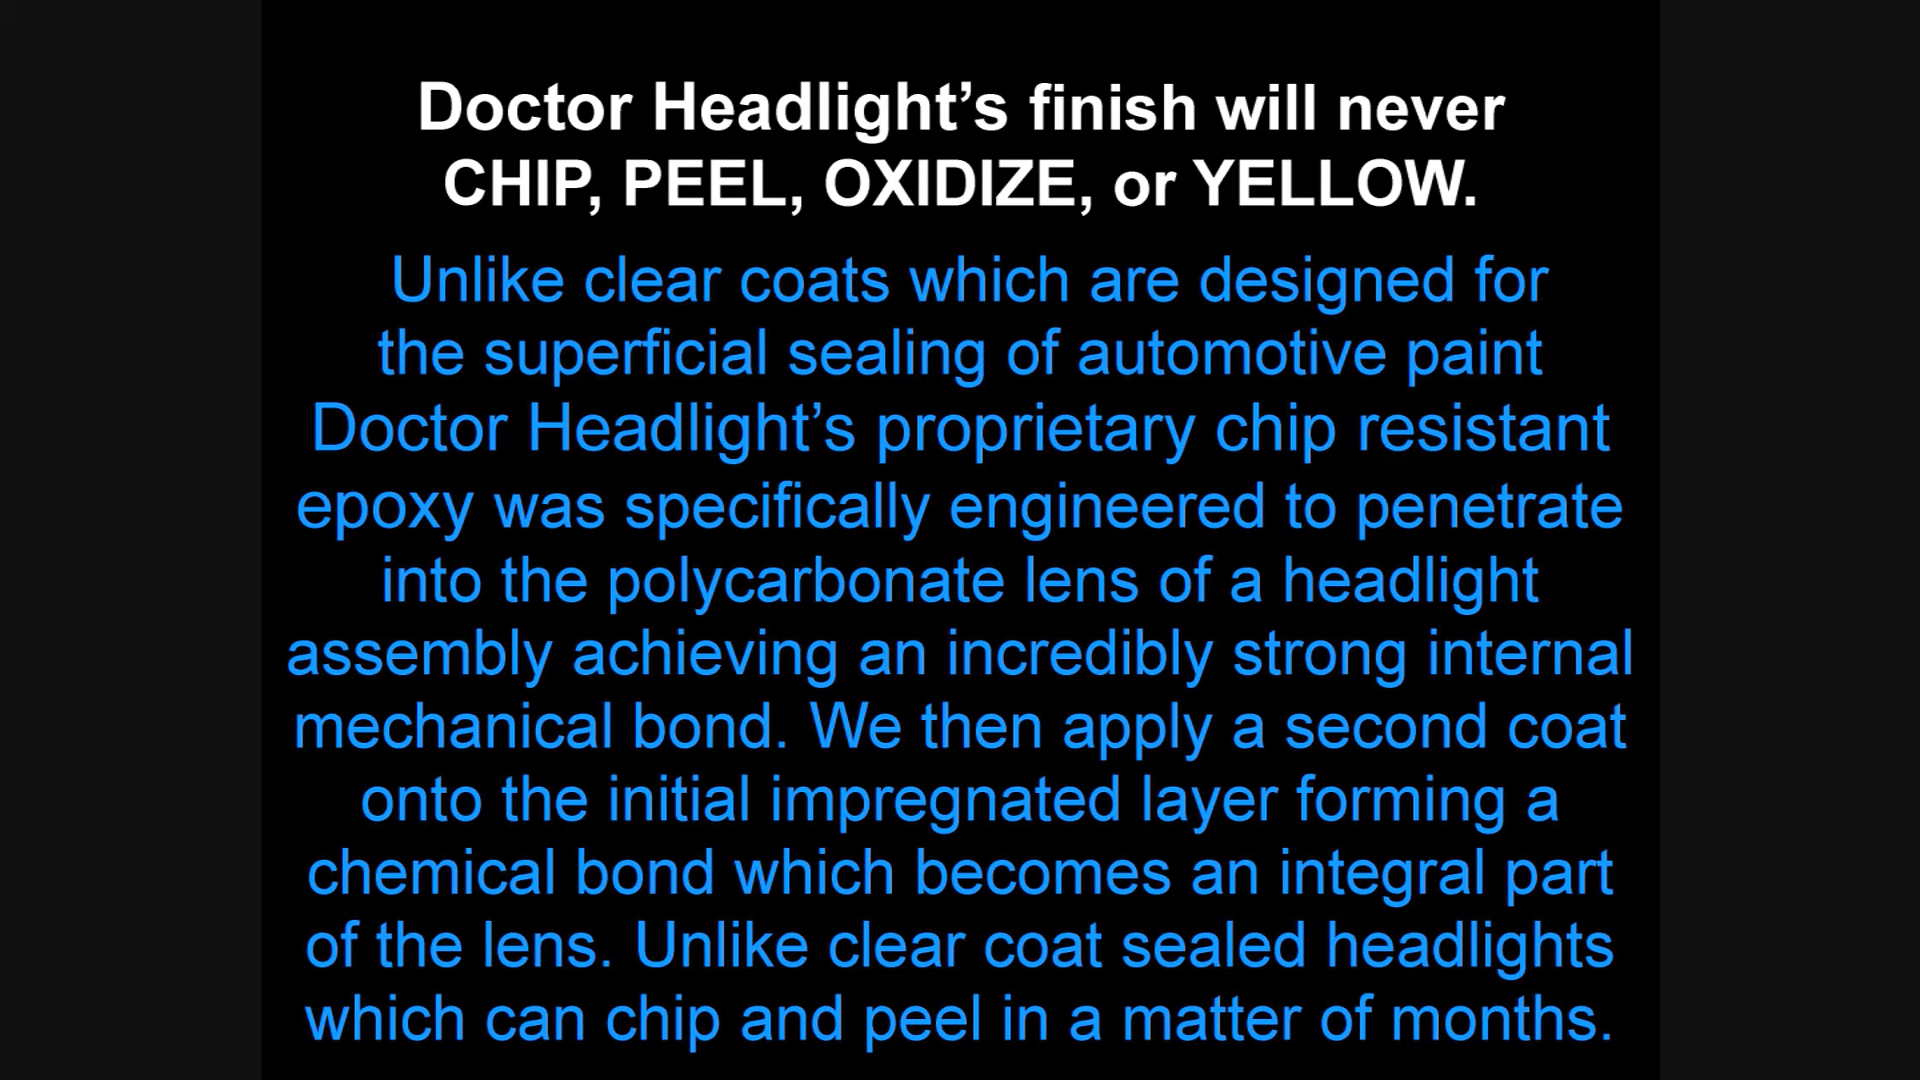 Doctor Headlight’s finish will never
CHIP, PEEL, OXIDIZE, or YELLOW.
Unlike clear coats which are designed for
the superficial sealing of automotive paint
Doctor Headlight’s proprietary chip resistant
epoxy was specifically engineered to penetrate
into the polycarbonate lens of a headlight
assembly achieving an incredibly strong internal
mechanical bond. We then apply a second coat
onto the initial impregnated layer forming a
chemical bond which becomes an integral part
of the lens. Unlike clear coat sealed headlights
which can chip and peel in a matter of months.